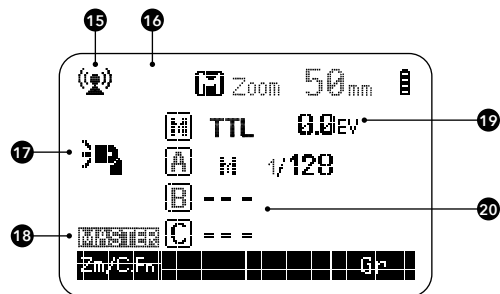 15 16
M Zoom 50mm
M TTL 0.0EV 19
17 A M 1/128
B --- 20
18 MASTER C ===
Zm/C.Fn Gr